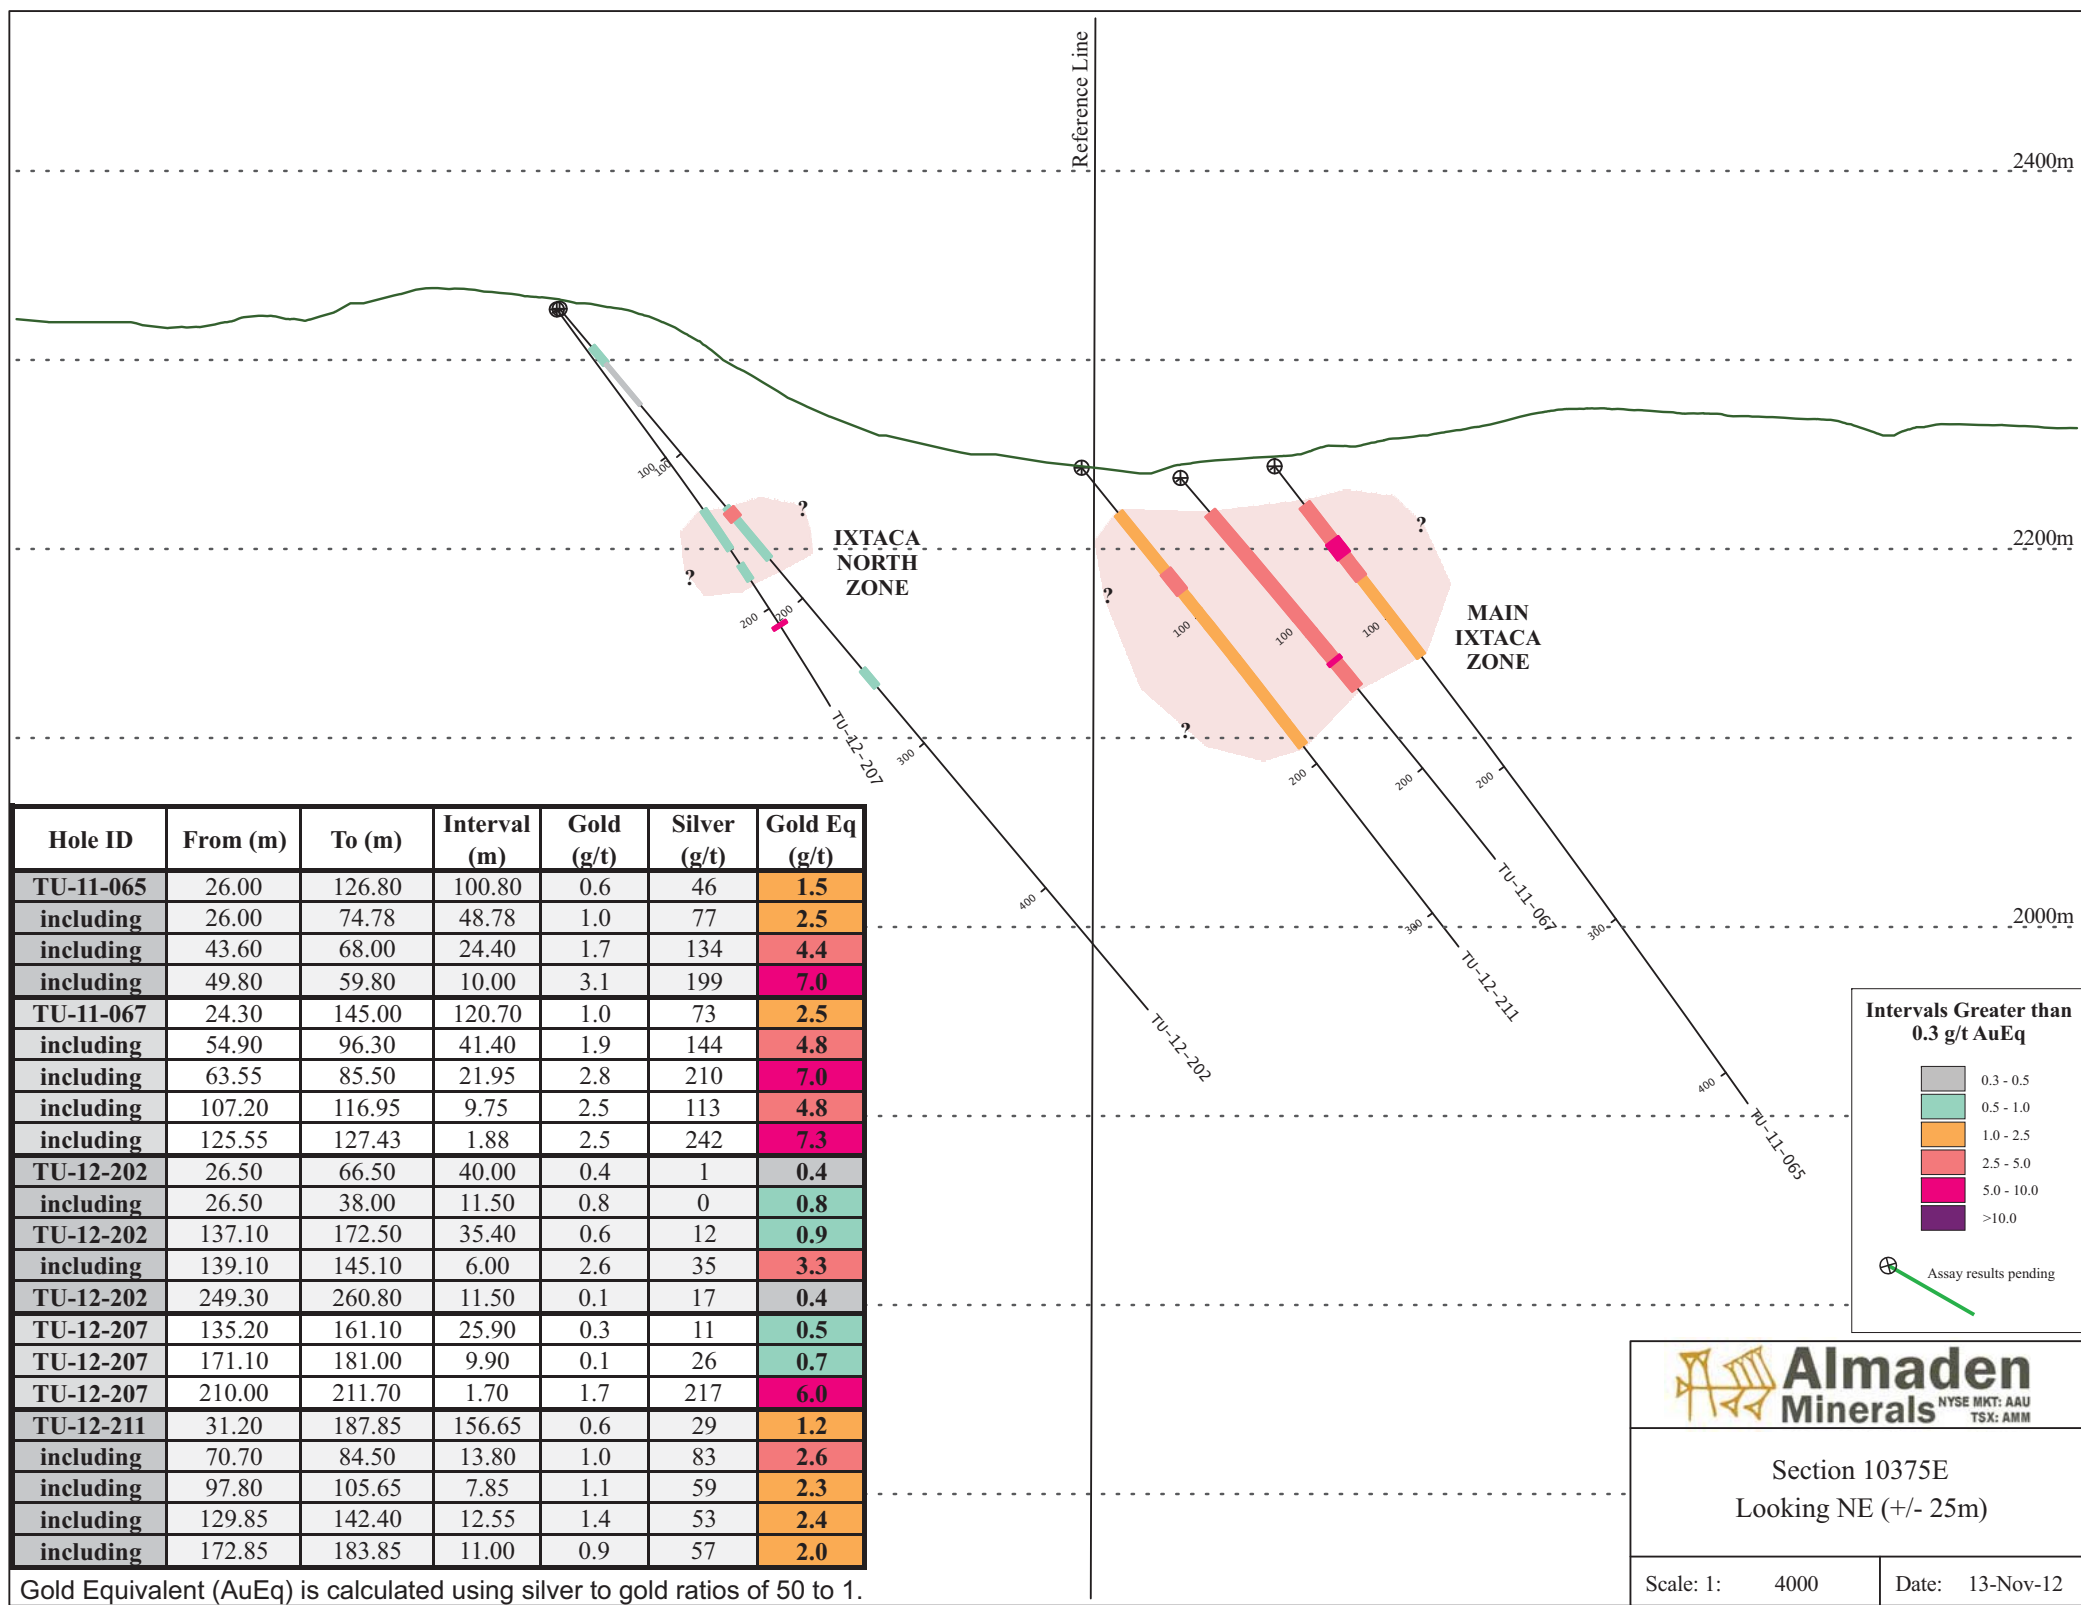 Reference Line
2400m
2200m
2000m
100
100
200
200
300
400
100
200
300
100
200
100
200
300
400
?
?
IXTACA
NORTH
ZONE
?
?
?
MAIN
IXTACA
ZONE
TU-12-207
TU-12-202
TU-12-211
TU-11-067
TU-11-065
Hole ID From (m) To (m) Interval (m) Gold (g/t) Silver (g/t) Gold Eq (g/t)
TU-11-065 26.00 126.80 100.80 0.6 46 1.5
including 26.00 74.78 48.78 1.0 77 2.5
including 43.60 68.00 24.40 1.7 134 4.4
including 49.80 59.80 10.00 3.1 199 7.0
TU-11-067 24.30 145.00 120.70 1.0 73 2.5
including 54.90 96.30 41.40 1.9 144 4.8
including 63.55 85.50 21.95 2.8 210 7.0
including 107.20 116.95 9.75 2.5 113 4.8
including 125.55 127.43 1.88 2.5 242 7.3
TU-12-202 26.50 66.50 40.00 0.4 1 0.4
including 26.50 38.00 11.50 0.8 0 0.8
TU-12-202 137.10 172.50 35.40 0.6 12 0.9
including 139.10 145.10 6.00 2.6 35 3.3
TU-12-202 249.30 260.80 11.50 0.1 17 0.4
TU-12-207 135.20 161.10 25.90 0.3 11 0.5
TU-12-207 171.10 181.00 9.90 0.1 26 0.7
TU-12-207 210.00 211.70 1.70 1.7 217 6.0
TU-12-211 31.20 187.85 156.65 0.6 29 1.2
including 70.70 84.50 13.80 1.0 83 2.6
including 97.80 105.65 7.85 1.1 59 2.3
including 129.85 142.40 12.55 1.4 53 2.4
including 172.85 183.85 11.00 0.9 57 2.0
Gold Equivalent (AuEq) is calculated using silver to gold ratios of 50 to 1.
Intervals Greater than
0.3 g/t AuEq
0.3 - 0.5
0.5 - 1.0
1.0 - 2.5
2.5 - 5.0
5.0 - 10.0
>10.0
Assay results pending
Almaden
Minerals NYSE MKT: AAU
TSX: AMM
Section 10375E
Looking NE (+/- 25m)
Scale: 1: 4000 Date: 13-Nov-12